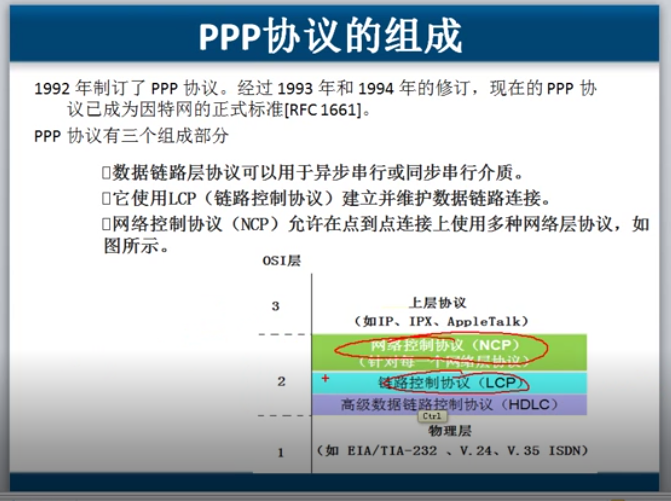 PPP协议的组成
1992 年制订了 PPP 协议。经过 1993 年和 1994 年的修订，现在的 PPP 协
议已成为因特网的正式标准[RFC 1661]。
PPP 协议有三个组成部分
数据链路层协议可以用于异步串行或同步串行介质。
它使用LCP（链路控制协议）建立并维护数据链路连接。
网络控制协议（NCP）允许在点到点连接上使用多种网络层协议，如
图所示。
OSI层
3
上层协议
（如IP、IPX、AppleTalk）
网络控制协议（NCP）
（针对每一个网络层协议）
2
链路控制协议（LCP）
高级数据链路控制协议（HDLC）
Ctrl
物理层
1
（如 EIA/TIA-232 、V.24、V.35 ISDN）